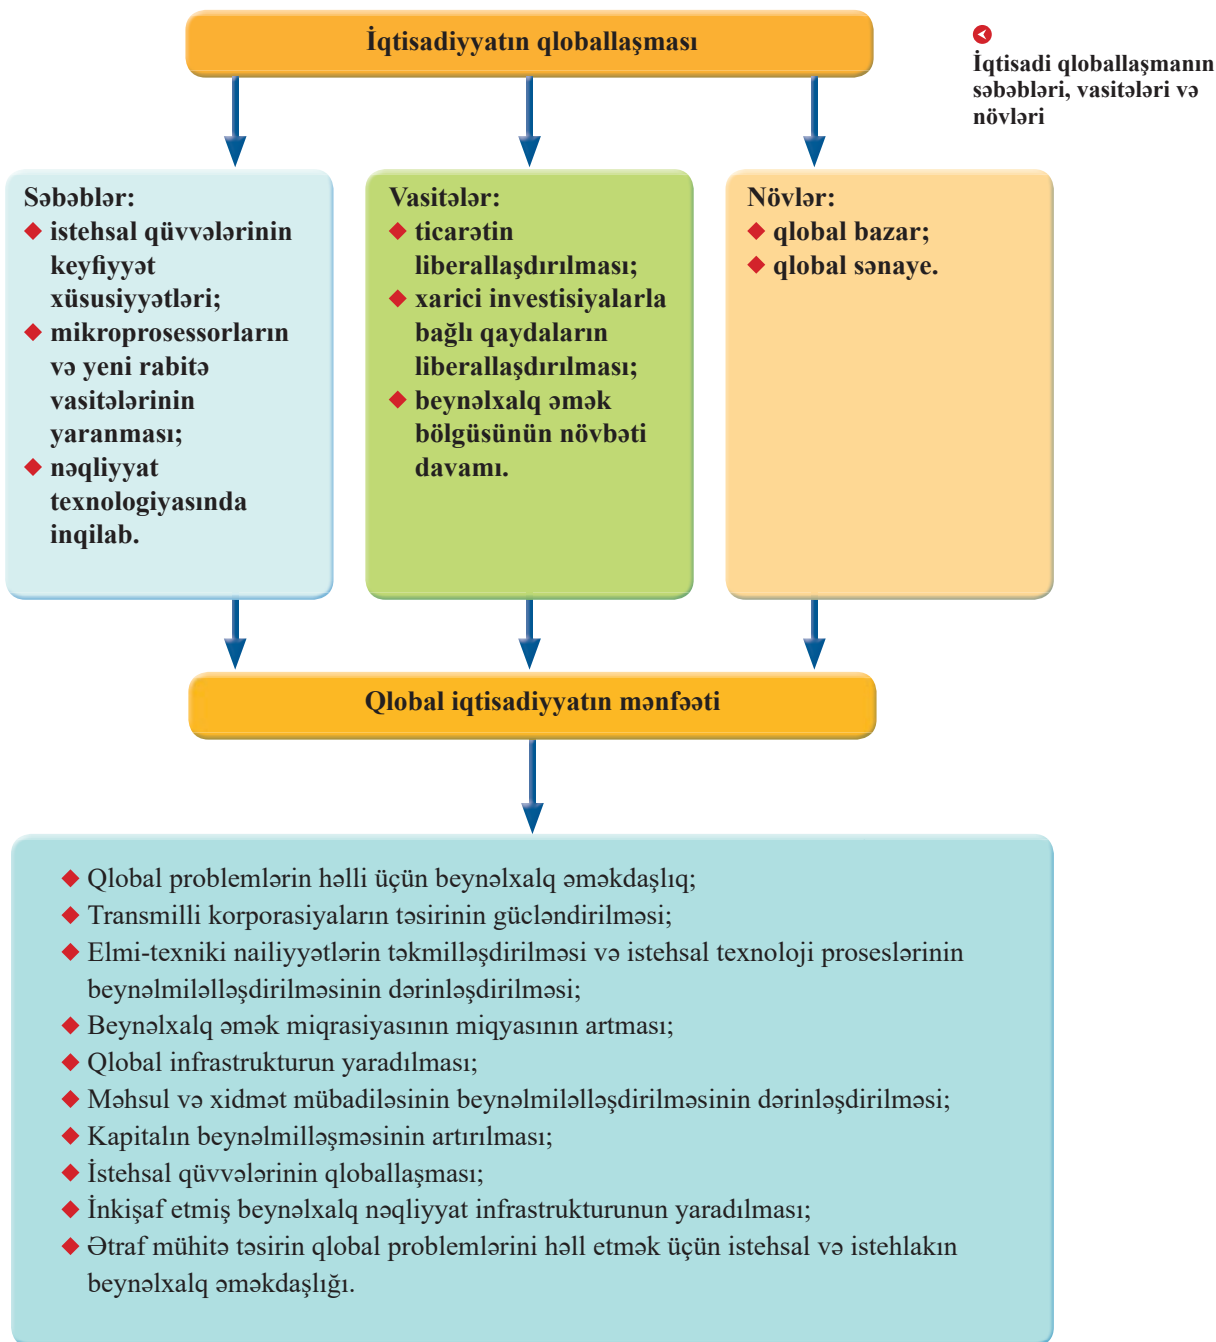 İqtisadiyyatın qloballaşması
İqtisadi qloballaşmanın
səbəbləri, vasitələri və
növləri
Səbəblər:
istehsal qüvvələrinin
keyfiyyət
xüsusiyyətləri;
mikroprosessorların
və yeni rabitə
vasitələrinin
yaranması;
nəqliyyat
texnologiyasında
inqilab.
Vasitələr:
ticarətin
liberallaşdırılması;
xarici investisiyalarla
bağlı qaydaların
liberallaşdırılması;
beynəlxalq əmək
bölgüsünün növbəti
davamı.
Növlər:
qlobal bazar;
qlobal sənaye.
Qlobal iqtisadiyyatın mənfəəti
Qlobal problemlərin həlli üçün beynəlxalq əməkdaşlıq;
Transmilli korporasiyaların təsirinin gücləndirilməsi;
Elmi-texniki nailiyyətlərin təkmilləşdirilməsi və istehsal texnoloji proseslərinin
beynəlmiləlləşdirilməsinin dərinləşdirilməsi;
Beynəlxalq əmək miqrasiyasının miqyasının artması;
Qlobal infrastrukturun yaradılması;
Məhsul və xidmət mübadiləsinin beynəlmiləlləşdirilməsinin dərinləşdirilməsi;
Kapitalın beynəlmilləşməsinin artırılması;
İstehsal qüvvələrinin qloballaşması;
İnkişaf etmiş beynəlxalq nəqliyyat infrastrukturunun yaradılması;
Ətraf mühitə təsirin qlobal problemlərini həll etmək üçün istehsal və istehlakın
beynəlxalq əməkdaşlığı.